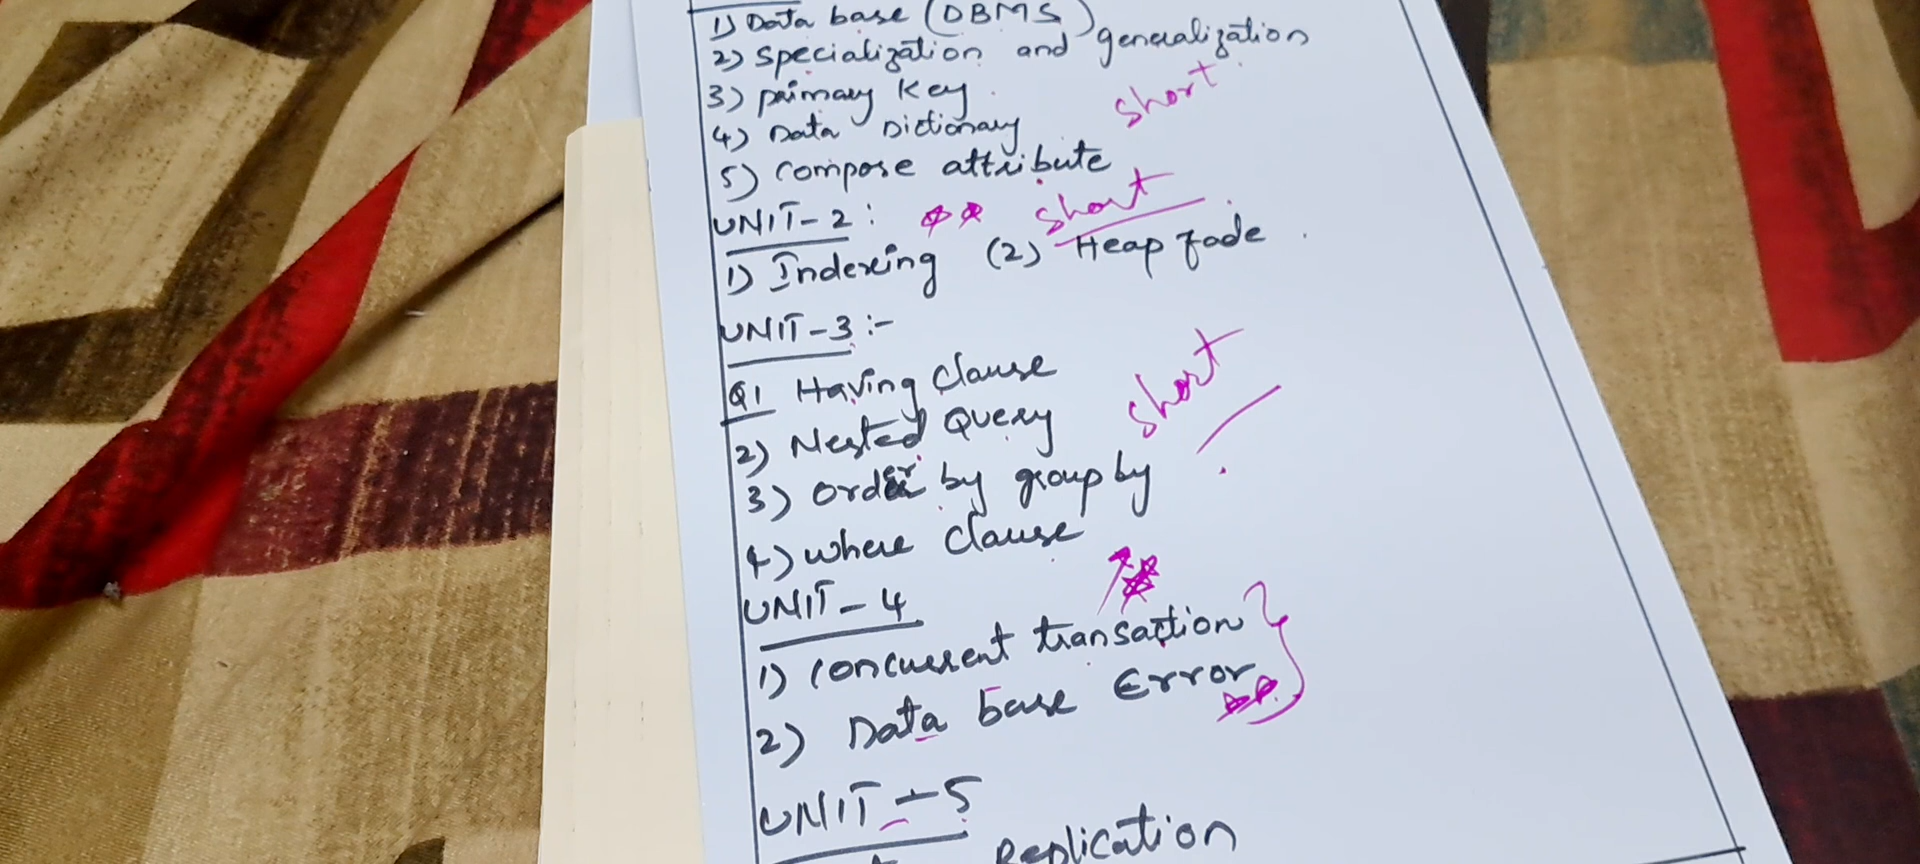 1) Data base (DBMS)
2) Specialization and generalization
3) primary Key
short
4) Data Dictionary
5) compose attribute
UNIT-2: short
1) Indexing (2) Heap fade
UNIT-3:-
Q1 Having clause
short
2) Nested Query
3) Order by group by
4) where clause
UNIT-4
1) concurrent transaction
2) Data base Error
UNIT-5
Replication